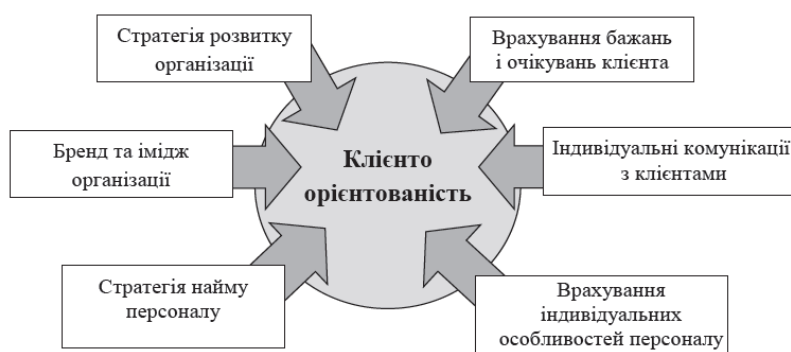 Стратегія розвитку
організації
Врахування бажань
і очікувань клієнта
Бренд та імідж
організації
Клієнто
орієнтованість
Індивідуальні комунікації
з клієнтами
Стратегія найму
персоналу
Врахування
індивідуальних
особливостей персоналу